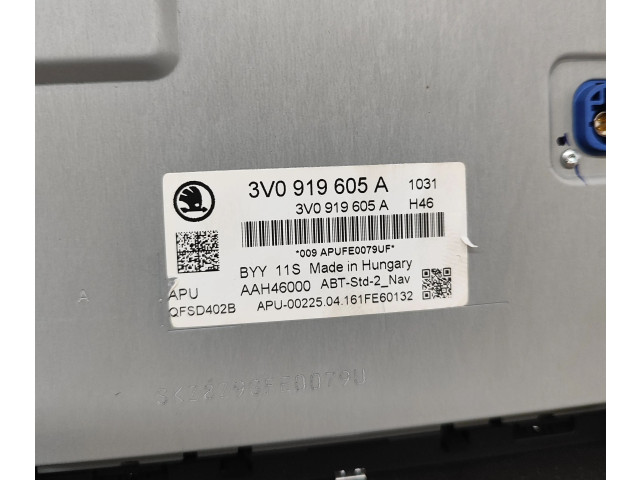 3V0 919 605 A 1031
3V0 919 605 A H46
*009 APUFE0079UF*
BYY 11S Made in Hungary
APU AAH46000 ABT-Std-2_Nav
QFSD402B APU-00225.04.161FE60132
A